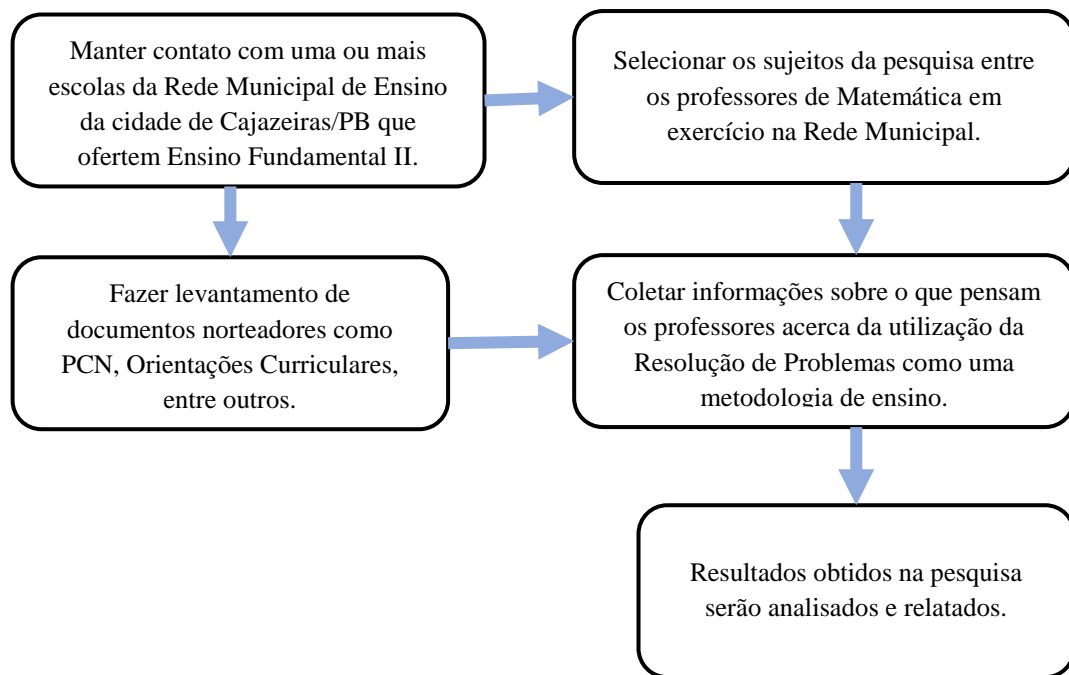 Manter contato com uma ou mais
escolas da Rede Municipal de Ensino
da cidade de Cajazeiras/PB que
ofertem Ensino Fundamental II.
Selecionar os sujeitos da pesquisa entre
os professores de Matemática em
exercício na Rede Municipal.
Fazer levantamento de
documentos norteadores como
PCN, Orientações Curriculares,
entre outros.
Coletar informações sobre o que pensam
os professores acerca da utilização da
Resolução de Problemas como uma
metodologia de ensino.
Resultados obtidos na pesquisa
serão analisados e relatados.